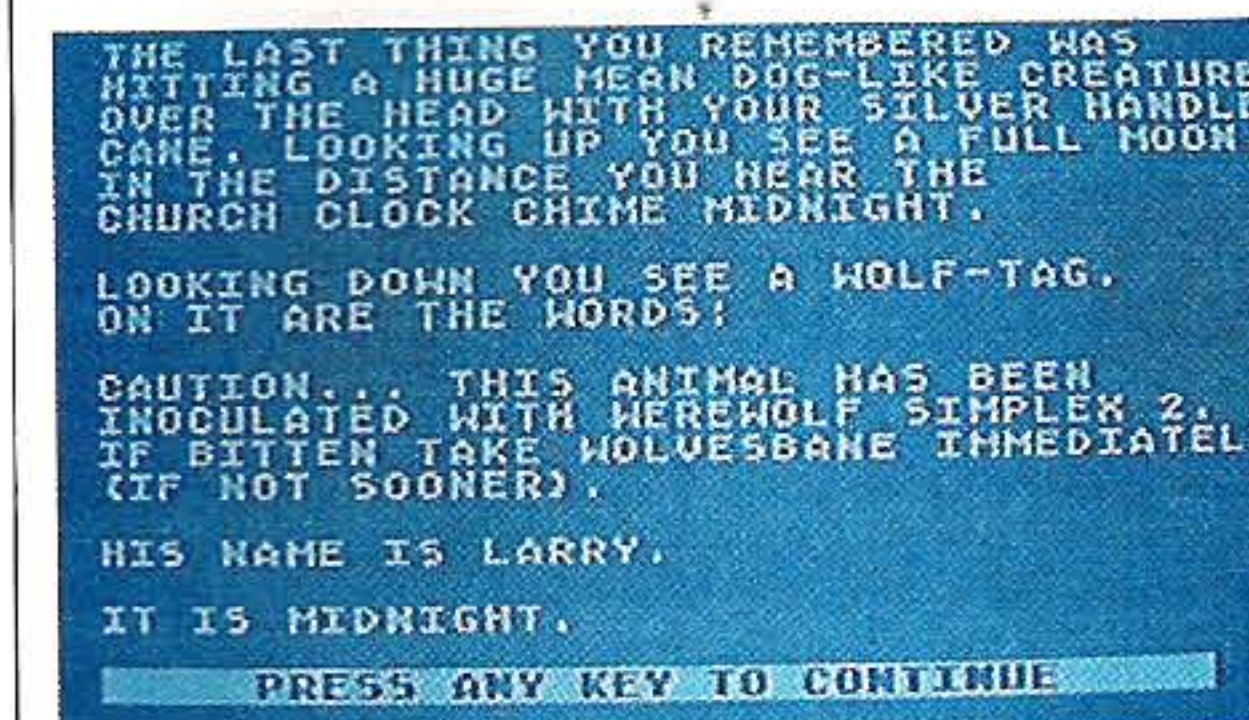 THE LAST THING YOU REMEMBERED WAS
HITTING A HUGE MEAN DOG-LIKE CREATURE
OVER THE HEAD WITH YOUR SILVER HANDLE
CANE. LOOKING UP YOU SEE A FULL MOON
IN THE DISTANCE YOU HEAR THE
CHURCH CLOCK CHIME MIDNIGHT.
LOOKING DOWN YOU SEE A WOLF-TAG.
ON IT ARE THE WORDS:
CAUTION... THIS ANIMAL HAS BEEN
INOCULATED WITH WEREWOLF SIMPLEX 2.
IF BITTEN TAKE WOLVESBANE IMMEDIATEL
(IF NOT SOONER).
HIS NAME IS LARRY.
IT IS MIDNIGHT.
PRESS ANY KEY TO CONTINUE